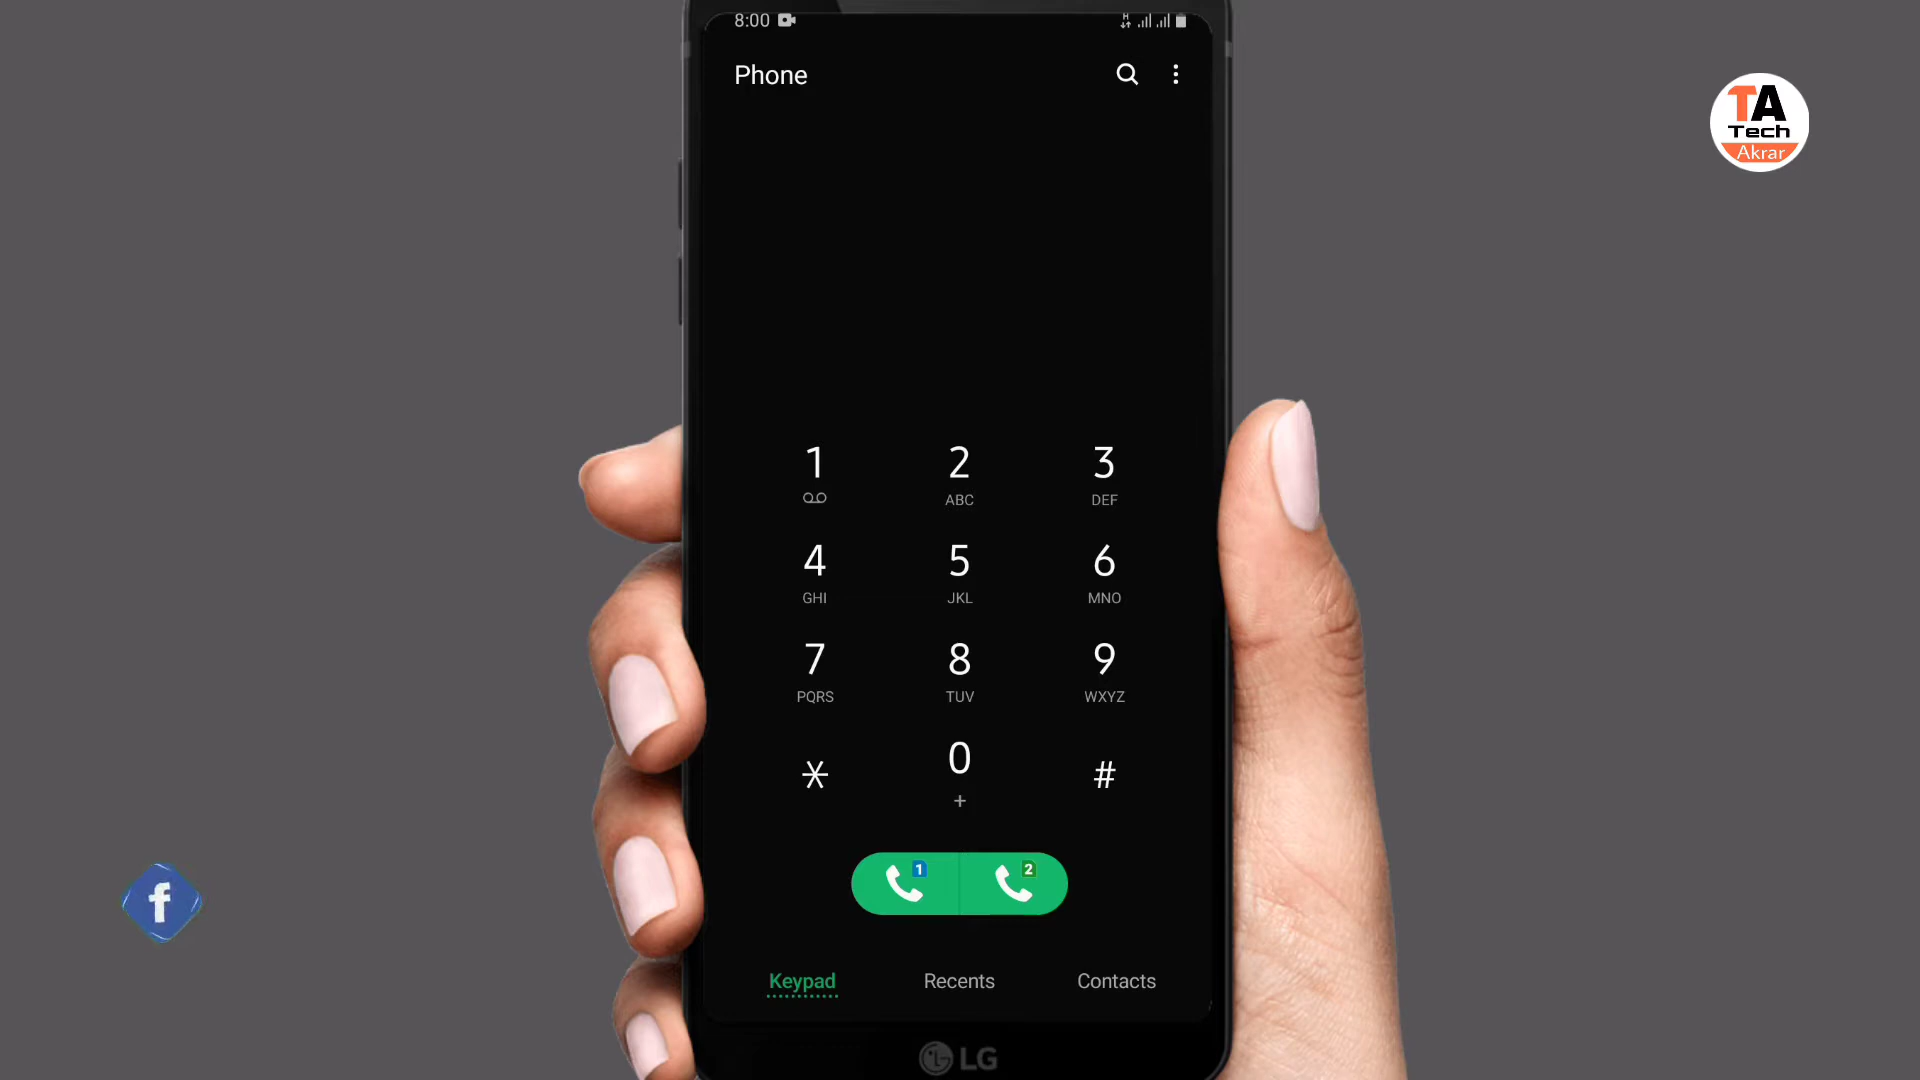 8:00
H
Phone
TA
Tech
Akrar
1 2 3
ABC DEF
4 5 6
GHI JKL MNO
7 8 9
PQRS TUV WXYZ
* 0 #
+
1 2
f
Keypad Recents Contacts
LG